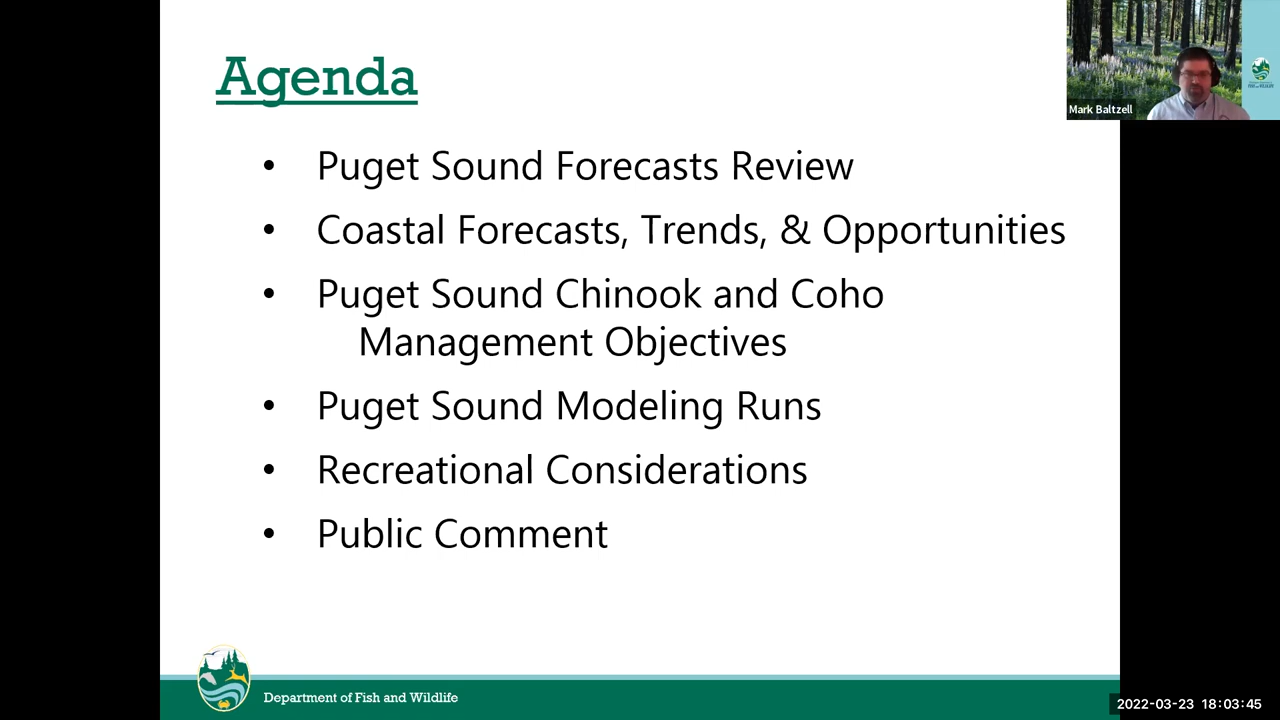 Agenda
Mark Baltzell
• Puget Sound Forecasts Review
• Coastal Forecasts, Trends, & Opportunities
• Puget Sound Chinook and Coho
Management Objectives
• Puget Sound Modeling Runs
• Recreational Considerations
• Public Comment
Department of Fish and Wildlife
2022-03-23 18:03:45